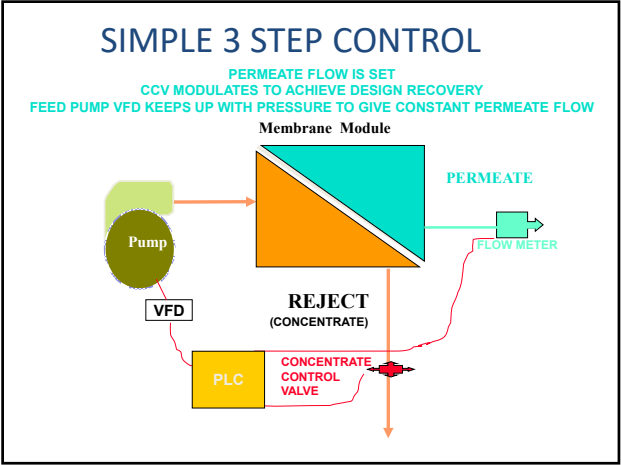 SIMPLE 3 STEP CONTROL
PERMEATE FLOW IS SET
CCV MODULATES TO ACHIEVE DESIGN RECOVERY
FEED PUMP VFD KEEPS UP WITH PRESSURE TO GIVE CONSTANT PERMEATE FLOW
Membrane Module
PERMEATE
Pump
FLOW METER
REJECT
(CONCENTRATE)
VFD
CONCENTRATE
CONTROL
VALVE
PLC